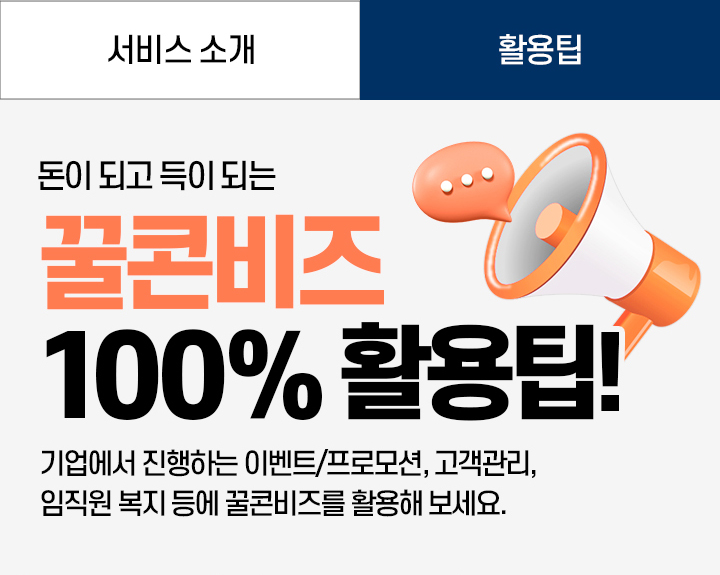 서비스 소개
활용팁
돈이 되고 득이 되는
꿀콘비즈
100% 활용팁!
기업에서 진행하는 이벤트/프로모션, 고객관리,
임직원 복지 등에 꿀콘비즈를 활용해 보세요.